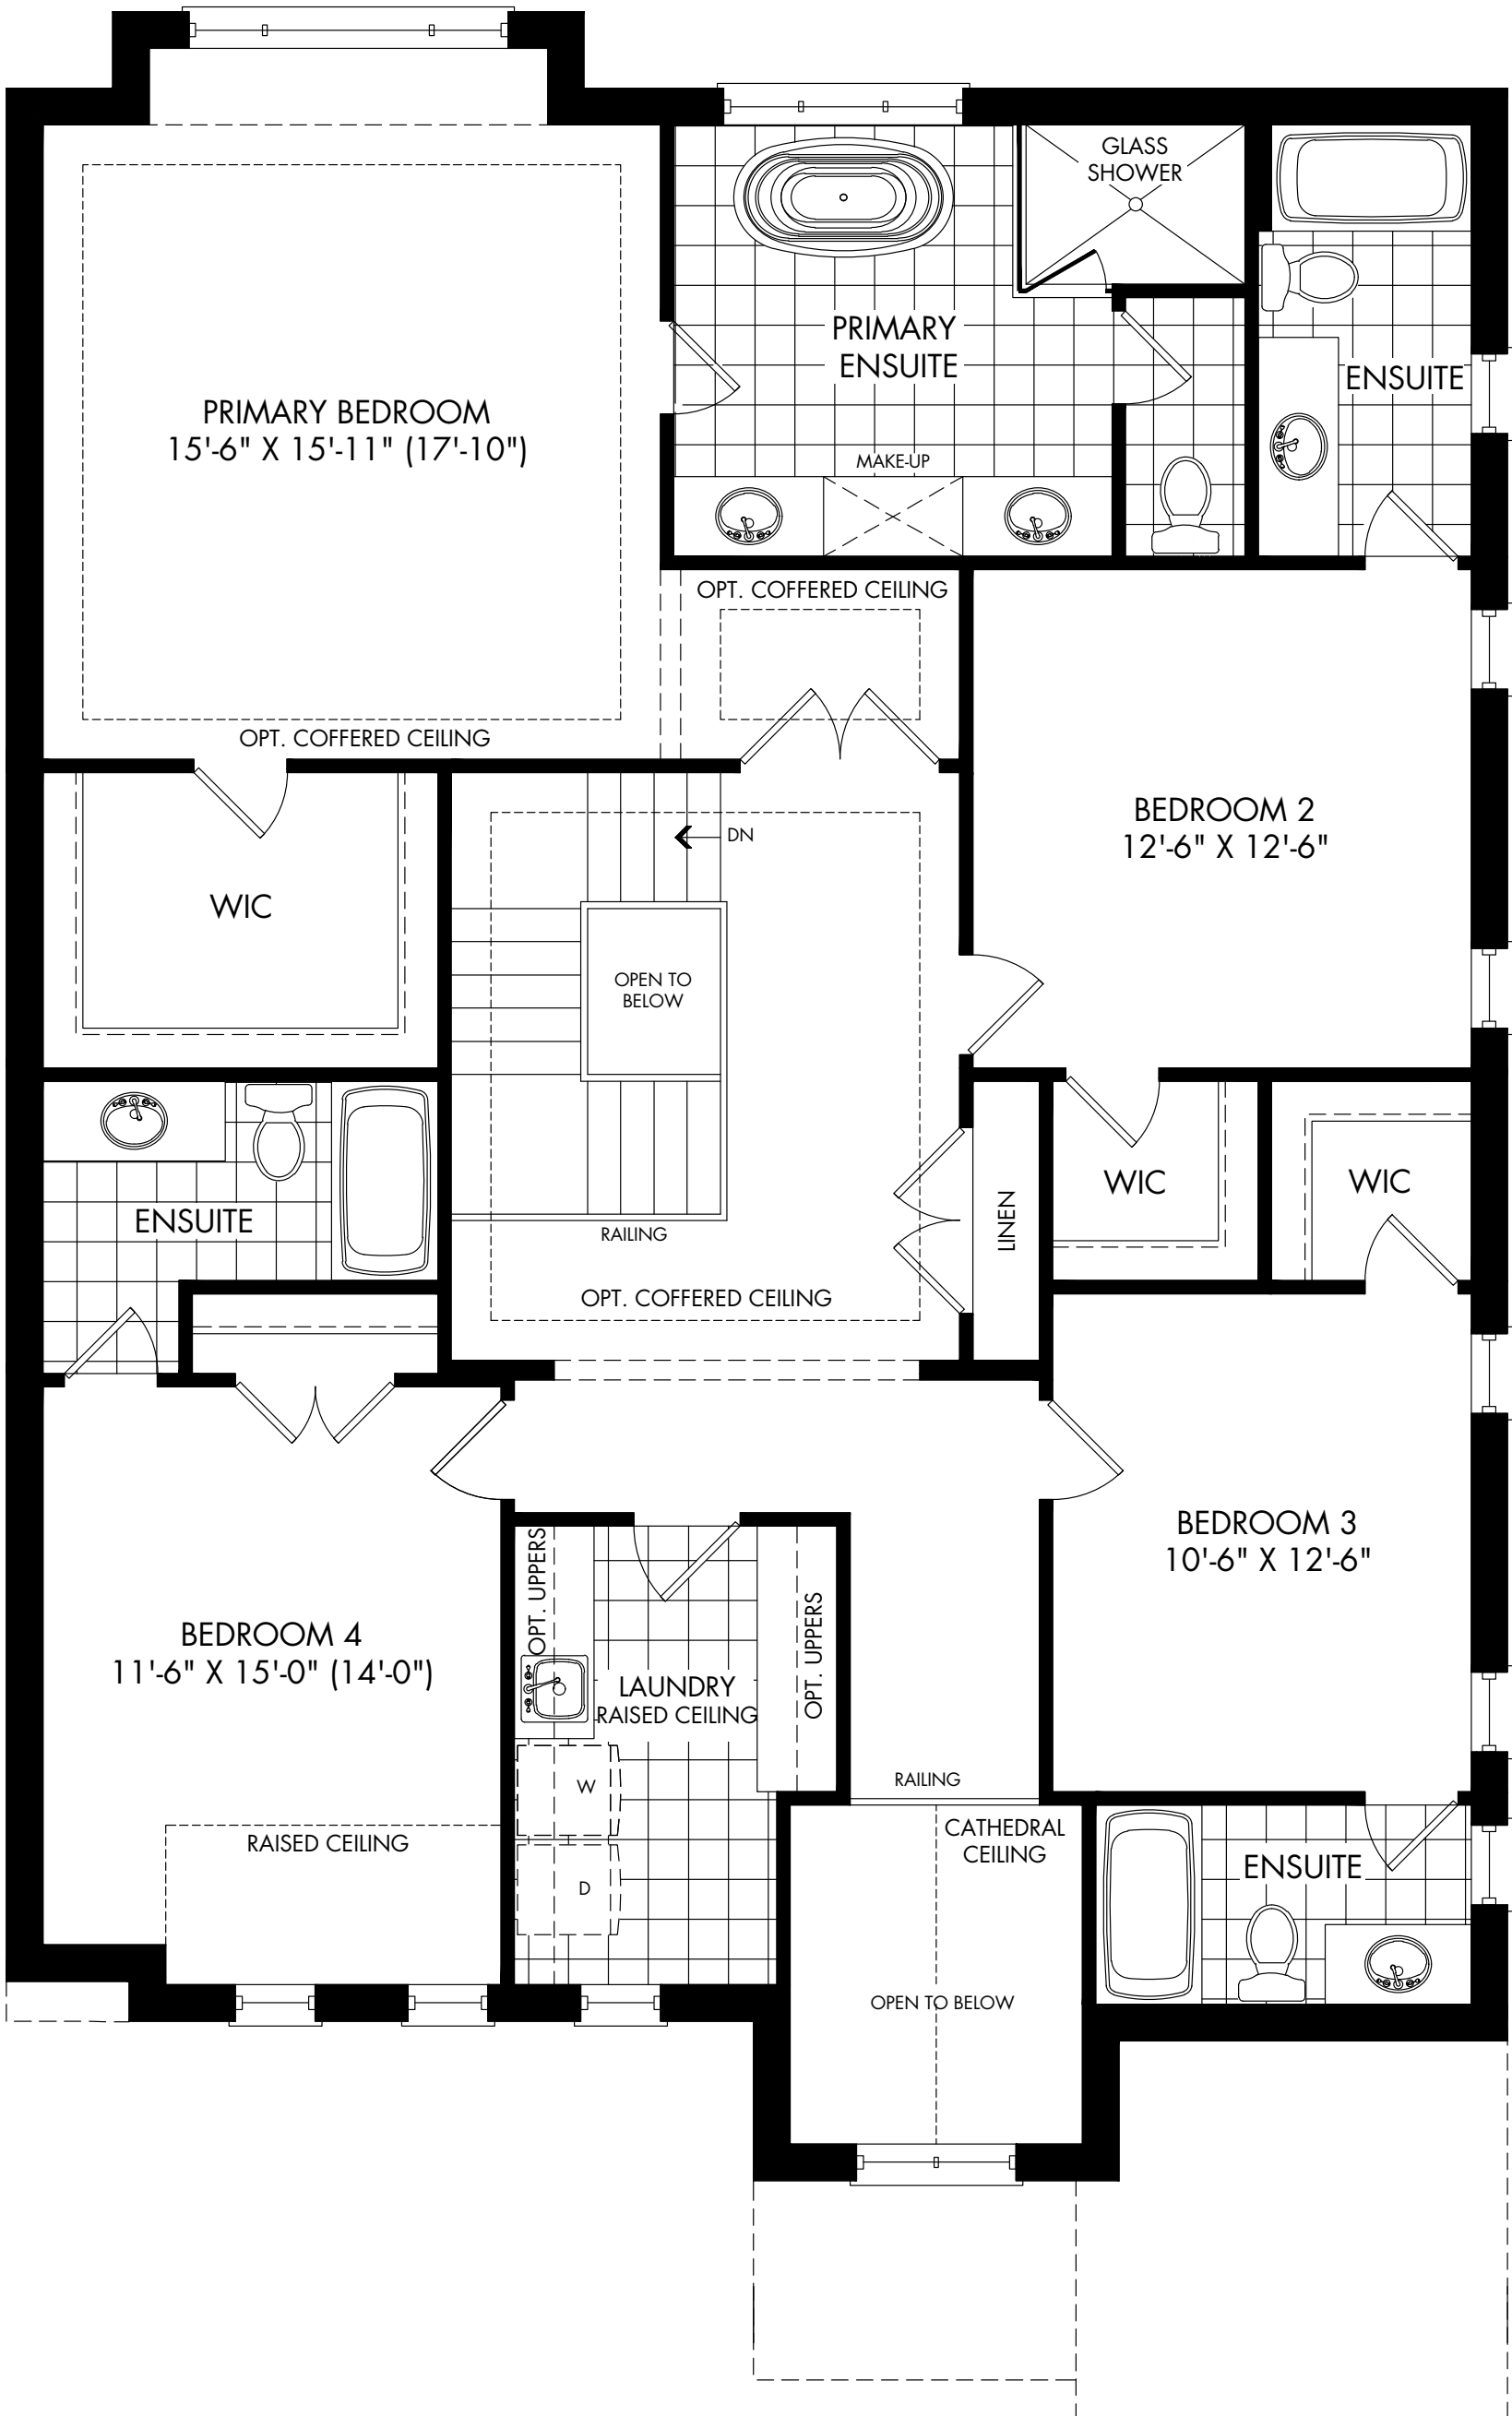 GLASS
SHOWER
PRIMARY
ENSUITE
ENSUITE
PRIMARY BEDROOM
15'-6" X 15'-11" (17'-10")
MAKE-UP
OPT. COFFERED CEILING
OPT. COFFERED CEILING
DN
BEDROOM 2
12'-6" X 12'-6"
WIC
OPEN TO
BELOW
WIC
WIC
LINEN
ENSUITE
RAILING
OPT. COFFERED CEILING
BEDROOM 3
10'-6" X 12'-6"
OPT. UPPERS
OPT. UPPERS
BEDROOM 4
11'-6" X 15'-0" (14'-0")
LAUNDRY
RAISED CEILING
W
RAILING
CATHEDRAL
CEILING
RAISED CEILING
ENSUITE
D
OPEN TO BELOW